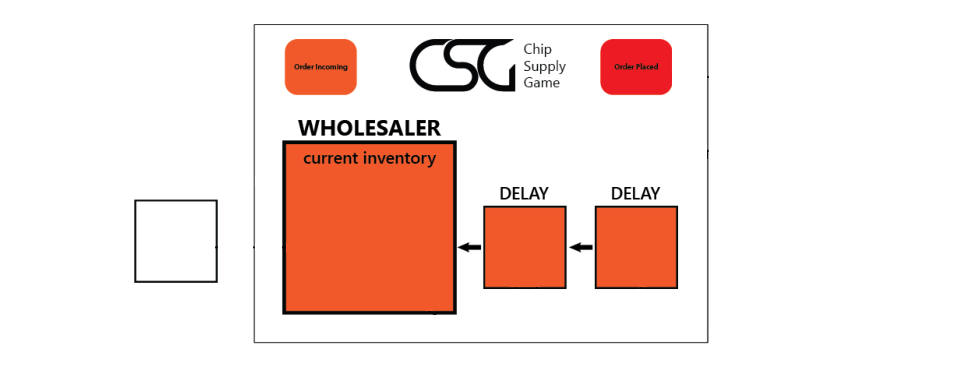 Order Incoming
CSG
Chip
Supply
Game
Order Placed
WHOLESALER
current inventory
DELAY
DELAY